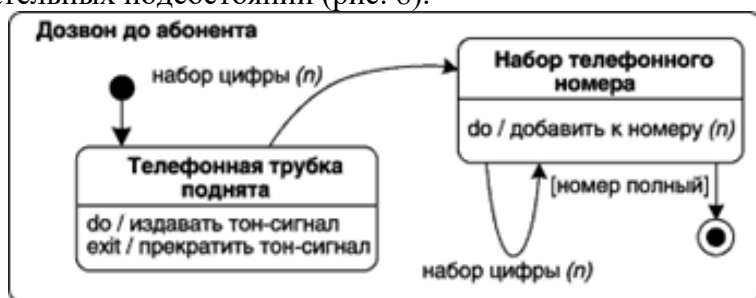 Дозвон до абонента
набор цифры (n)
Набор телефонного
номера
do / добавить к номеру (n)
Телефонная трубка
поднята
do / издавать тон-сигнал
exit / прекратить тон-сигнал
[номер полный]
набор цифры (n)